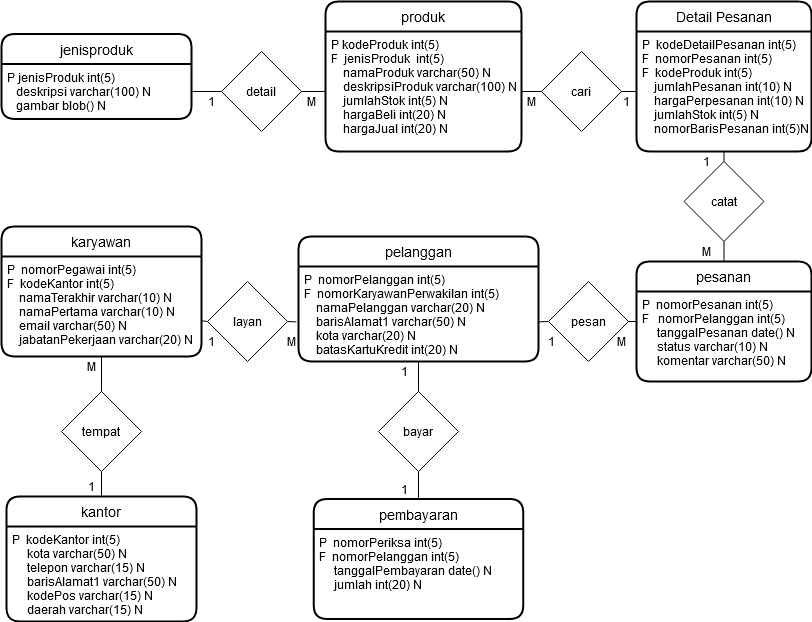 jenisproduk
P jenisProduk int(5)
deskripsi varchar(100) N
gambar blob() N
1
detail
M
produk
P kodeProduk int(5)
F jenisProduk int(5)
namaProduk varchar(50) N
deskripsiProduk varchar(100) N
jumlahStok int(5) N
hargaBeli int(20) N
hargaJual int(20) N
M
cari
1
Detail Pesanan
P kodeDetailPesanan int(5)
F nomorPesanan int(5)
F kodeProduk int(5)
jumlahPesanan int(10) N
hargaPerpesanan int(10) N
jumlahStok int(5) N
nomorBarisPesanan int(5)N
1
catat
M
karyawan
P nomorPegawai int(5)
F kodeKantor int(5)
namaTerakhir varchar(10) N
namaPertama varchar(10) N
email varchar(50) N
jabatanPekerjaan varchar(20) N
1
layan
M
pelanggan
P nomorPelanggan int(5)
F nomorKaryawanPerwakilan int(5)
namaPelanggan varchar(20) N
barisAlamat1 varchar(50) N
kota varchar(20) N
batasKartuKredit int(20) N
1
pesan
M
pesanan
P nomorPesanan int(5)
F nomorPelanggan int(5)
tanggalPesanan date() N
status varchar(10) N
komentar varchar(50) N
M
tempat
1
1
bayar
1
kantor
P kodeKantor int(5)
kota varchar(50) N
telepon varchar(15) N
barisAlamat1 varchar(50) N
kodePos varchar(15) N
daerah varchar(15) N
pembayaran
P nomorPeriksa int(5)
F nomorPelanggan int(5)
tanggalPembayaran date() N
jumlah int(20) N